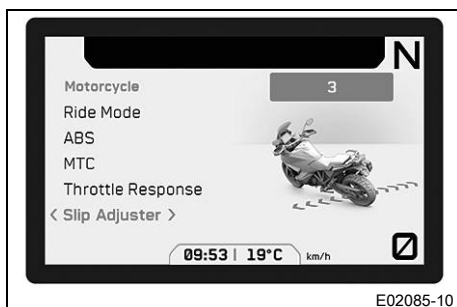 N
Motorcycle
3
Ride Mode
ABS
MTC
Throttle Response
< Slip Adjuster >
09:53 | 19°C km/h
0
E02085-10